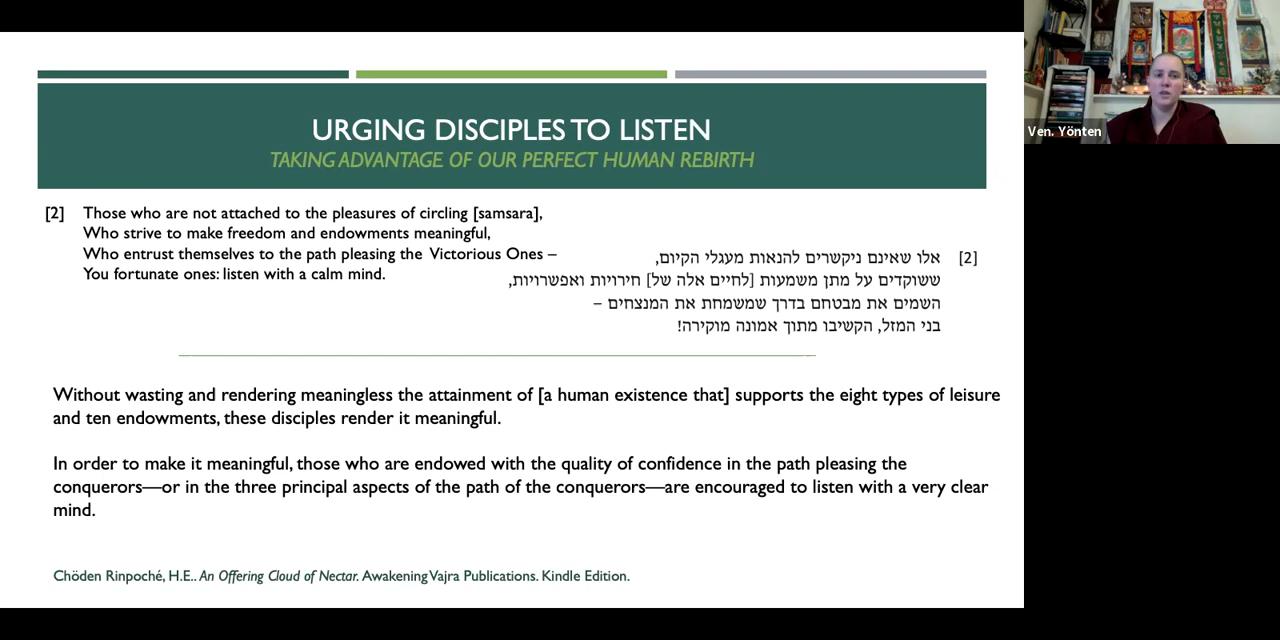 URGING DISCIPLES TO LISTEN
TAKING ADVANTAGE OF OUR PERFECT HUMAN REBIRTH
[2] Those who are not attached to the pleasures of circling [samsara],
Who strive to make freedom and endowments meaningful,
Who entrust themselves to the path pleasing the Victorious Ones –
You fortunate ones: listen with a calm mind.
[2] אלו שאינם ניקשרים להנאות מעגלי הקיום,
ששוקדים על מתן משמעות [לחיים אלה של] חירויות ואפשרויות,
השמים את מבטחם בדרך שמשמחת את המנצחים –
בני המזל, הקשיבו מתוך אמונה מוקירה!
Without wasting and rendering meaningless the attainment of [a human existence that] supports the eight types of leisure
and ten endowments, these disciples render it meaningful.
In order to make it meaningful, those who are endowed with the quality of confidence in the path pleasing the
conquerors—or in the three principal aspects of the path of the conquerors—are encouraged to listen with a very clear
mind.
Chöden Rinpoché, H.E.. An Offering Cloud of Nectar. Awakening Vajra Publications. Kindle Edition.
Ven. Yönten